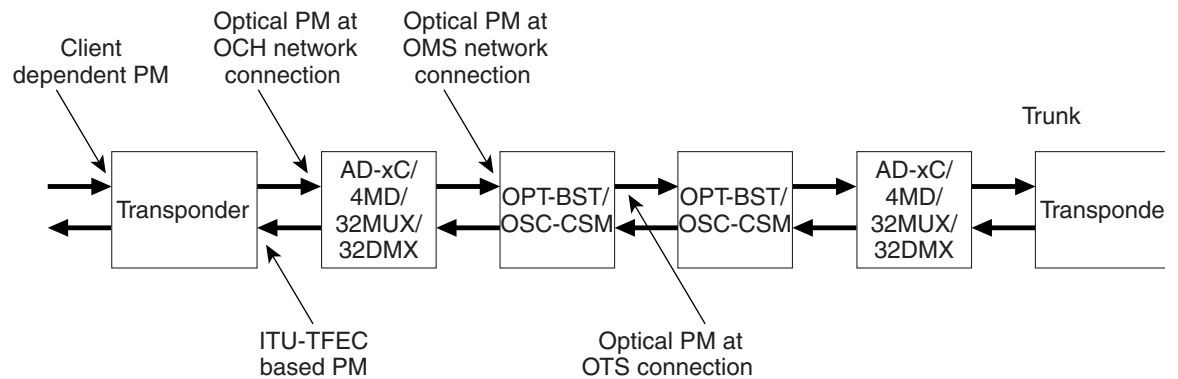 Client
dependent PM
Optical PM at
OCH network
connection
Optical PM at
OMS network
connection
Trunk
Transponder
AD-xC/
4MD/
32MUX/
32DMX
OPT-BST/
OSC-CSM
OPT-BST/
OSC-CSM
AD-xC/
4MD/
32MUX/
32DMX
Transponde
ITU-TFEC
based PM
Optical PM at
OTS connection